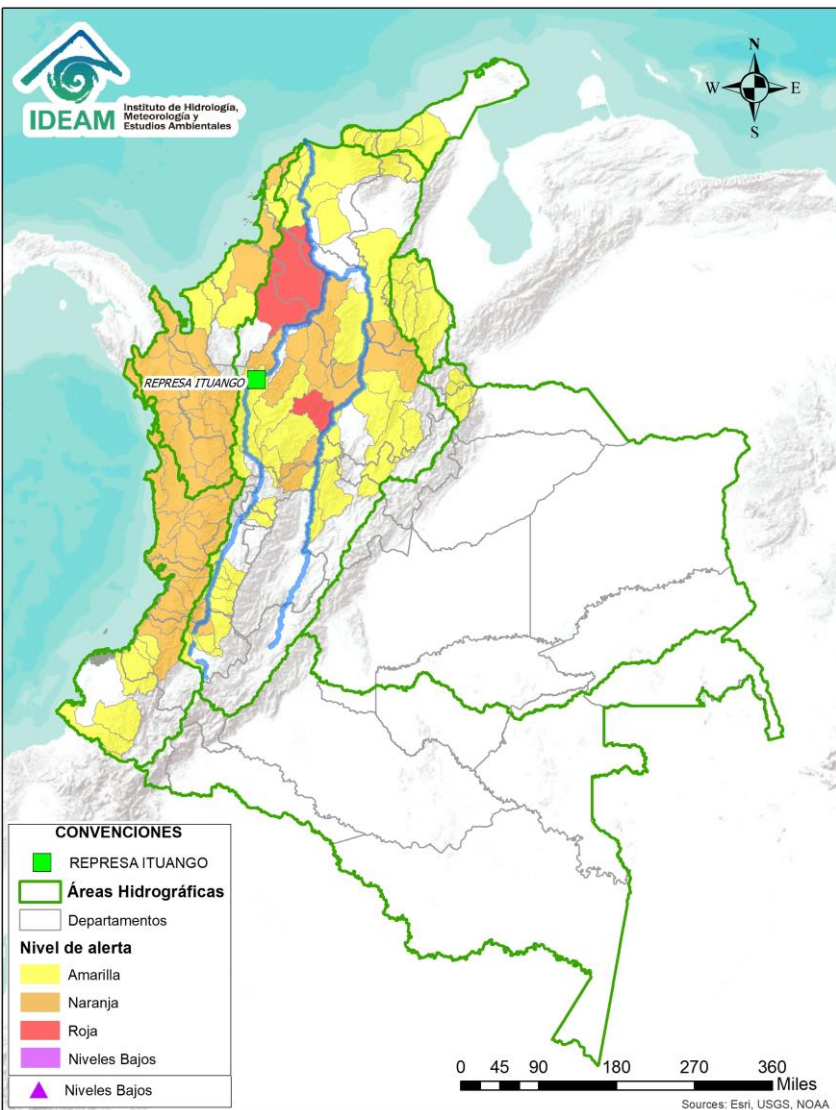 IDEAM
Instituto de Hidrología,
Meteorología y
Estudios Ambientales
N
W
E
S
REPRESA ITUANGO
CONVENCIONES
REPRESA ITUANGO
Áreas Hidrográficas
Departamentos
Nivel de alerta
Amarilla
Naranja
Roja
Niveles Bajos
Niveles Bajos
0 45 90 180 270 360
Miles
Sources: Esri, USGS, NOAA